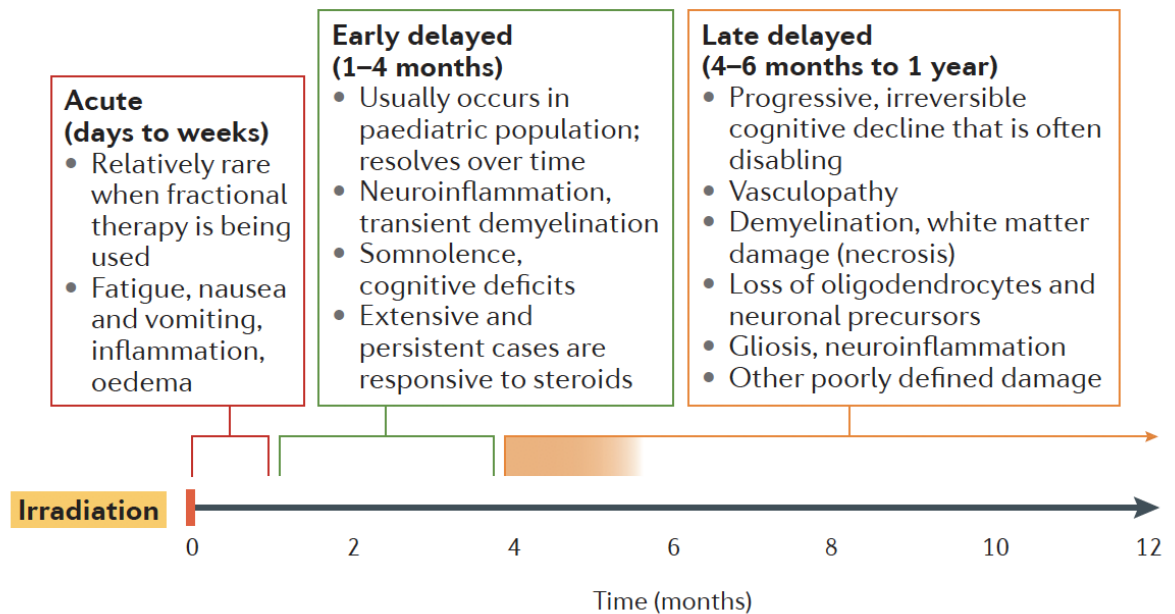 Acute
(days to weeks)
• Relatively rare
when fractional
therapy is being
used
• Fatigue, nausea
and vomiting,
inflammation,
oedema
Early delayed
(1–4 months)
• Usually occurs in
paediatric population;
resolves over time
• Neuroinflammation,
transient demyelination
• Somnolence,
cognitive deficits
• Extensive and
persistent cases are
responsive to steroids
Late delayed
(4–6 months to 1 year)
• Progressive, irreversible
cognitive decline that is often
disabling
• Vasculopathy
• Demyelination, white matter
damage (necrosis)
• Loss of oligodendrocytes and
neuronal precursors
• Gliosis, neuroinflammation
• Other poorly defined damage
Irradiation
0 2 4 6 8 10 12
Time (months)